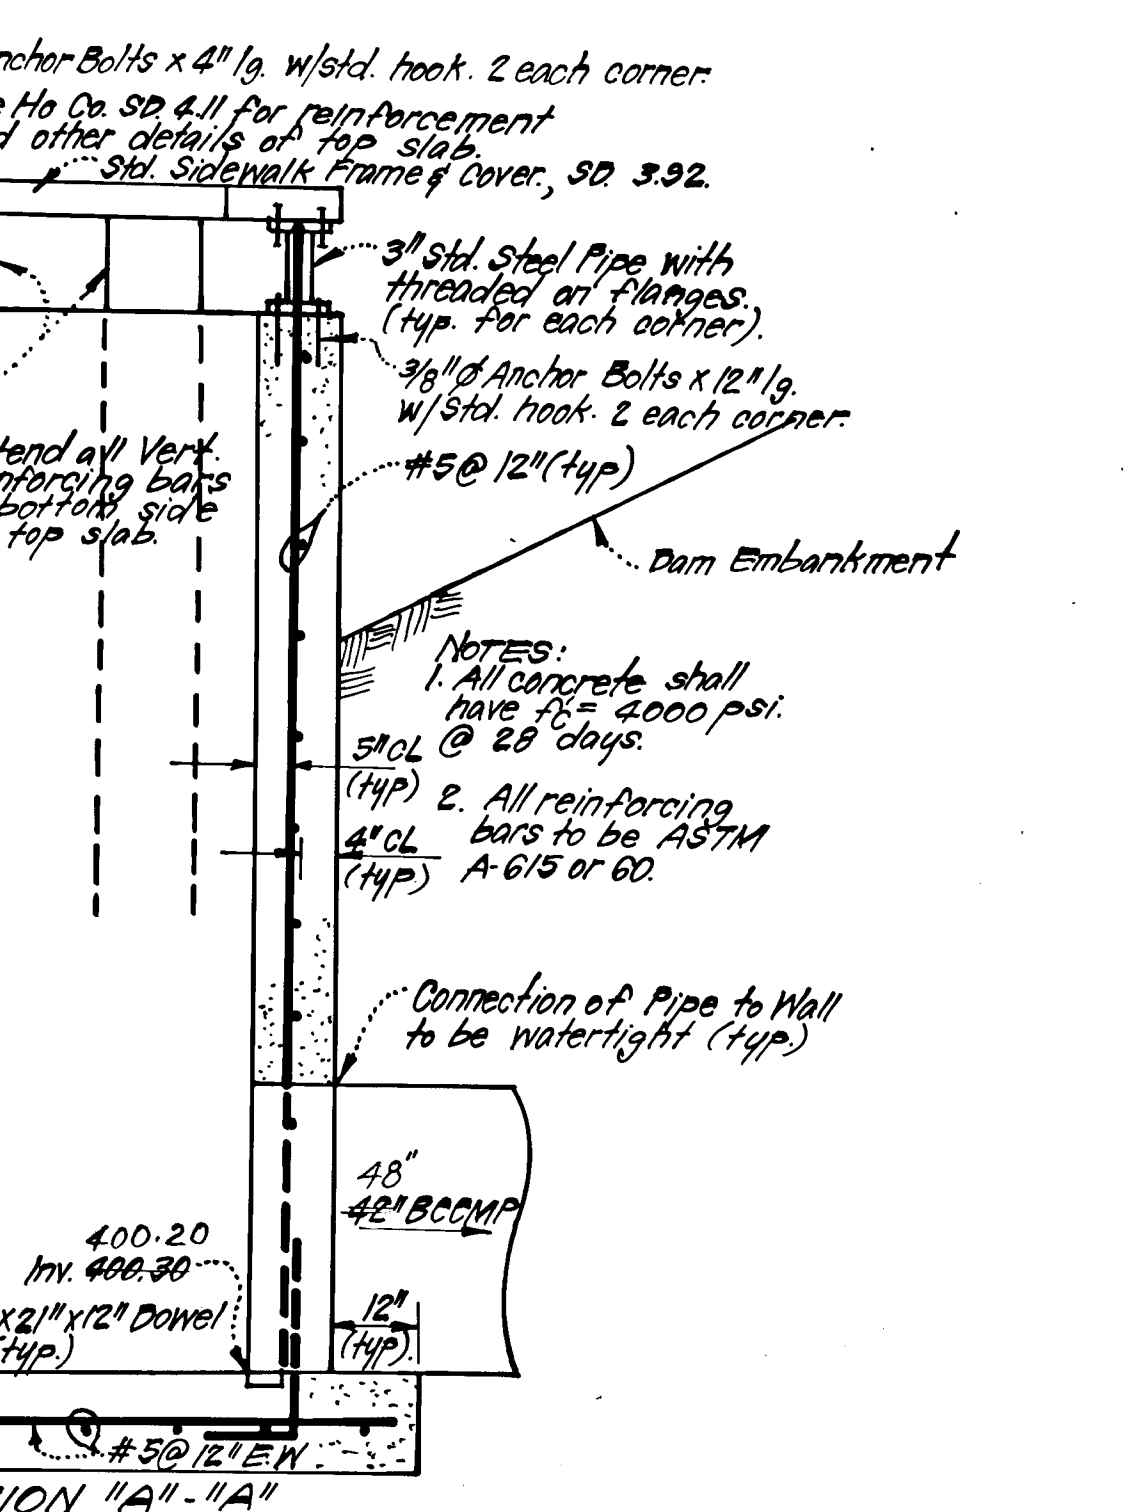 Anchor Bolts x 4" lg. w/std. hook. 2 each corner.
Ho Co. SD. 4.11 for reinforcement
other details of top slab.
Std. Sidewalk Frame & Cover., SD. 3.92.
3" Std. Steel Pipe with
threaded on flanges.
(typ. for each corner).
3/8"ø Anchor Bolts x 12" lg.
w/Std. hook. 2 each corner.
tend all Vert.
nforcing bars
bottom side
top slab.
#5@ 12"(typ)
Dam Embankment
NOTES:
1. All concrete shall
have f'c = 4000 psi.
@ 28 days.
5"CL
(typ)
2. All reinforcing
bars to be ASTM
A-615 or 60.
4"CL
(typ)
Connection of Pipe to Wall
to be watertight (typ.)
48"
42" BCCMP
400.20
Inv. 400.30
x21"x12" Dowel
(typ.)
12"
(typ).
#5@ 12" E.W
ION "A"-"A"